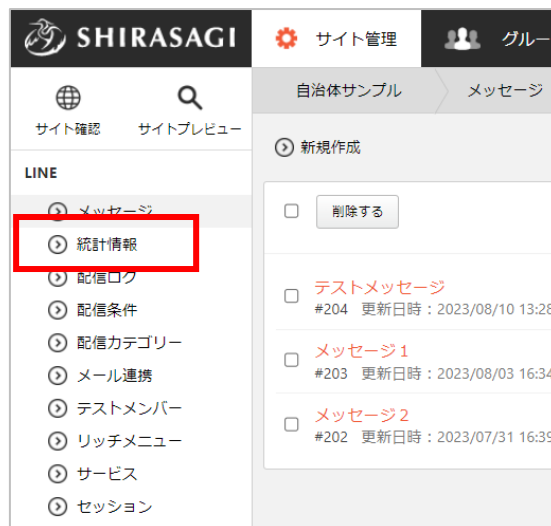 SHIRASAGI
サイト管理
グルー
サイト確認
サイトプレビュー
自治体サンプル
メッセージ
新規作成
LINE
メッセージ
統計情報
配信ログ
配信条件
配信カテゴリー
メール連携
テストメンバー
リッチメニュー
サービス
セッション
削除する
テストメッセージ
#204 更新日時：2023/08/10 13:28
メッセージ１
#203 更新日時：2023/08/03 16:34
メッセージ２
#202 更新日時：2023/07/31 16:39